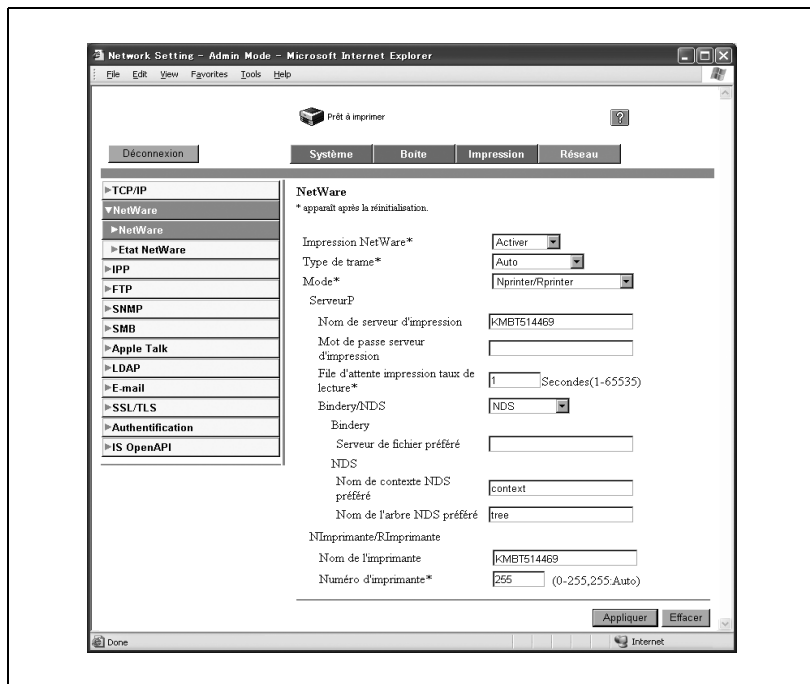 Network Setting - Admin Mode - Microsoft Internet Explorer
File Edit View Favorites Tools Help
Prêt à imprimer
?
Déconnexion
Système Boîte Impression Réseau
TCP/IP
NetWare
NetWare
Etat NetWare
IPP
FTP
SNMP
SMB
Apple Talk
LDAP
E-mail
SSL/TLS
Authentification
IS OpenAPI
NetWare
* apparaît après la réinitialisation.
Impression NetWare* Activer
Type de trame* Auto
Mode* Nprinter/Rprinter
ServeurP
Nom de serveur d'impression KMBT514469
Mot de passe serveur
d'impression
File d'attente impression taux de
lecture* 1 Secondes(1-65535)
Bindery/NDS NDS
Bindery
Serveur de fichier préféré
NDS
Nom de contexte NDS
préféré context
Nom de l'arbre NDS préféré tree
NImprimante/RImprimante
Nom de l'imprimante KMBT514469
Numéro d'imprimante* 255 (0-255,255:Auto)
Appliquer Effacer
Done Internet